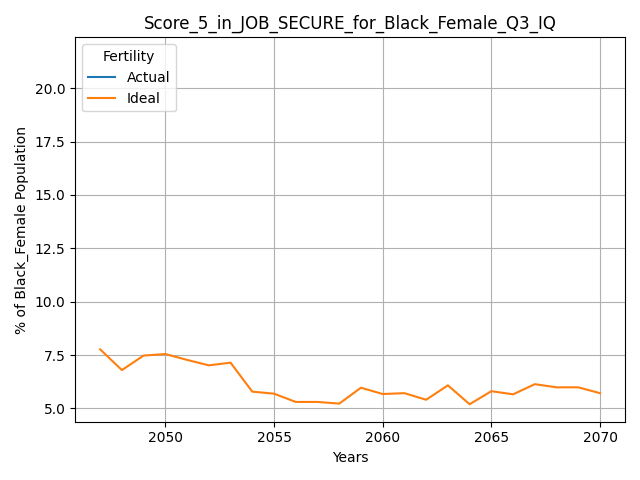 Score_5_in_JOB_SECURE_for_Black_Female_Q3_IQ
Fertility
Actual
Ideal
% of Black_Female Population
20.0
17.5
15.0
12.5
10.0
7.5
5.0
2050 2055 2060 2065 2070
Years